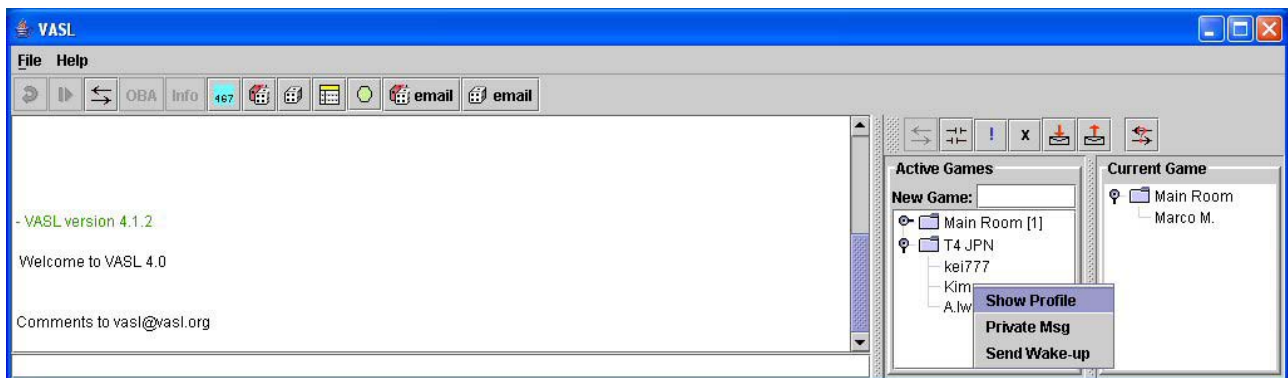 VASL
File Help
OBA Info 467 email email
- VASL version 4.1.2
Welcome to VASL 4.0
Comments to vasl@vasl.org
! x
Active Games
New Game:
Main Room [1]
T4 JPN
kei777
Kim
A.Iw
Show Profile
Private Msg
Send Wake-up
Current Game
Main Room
Marco M.